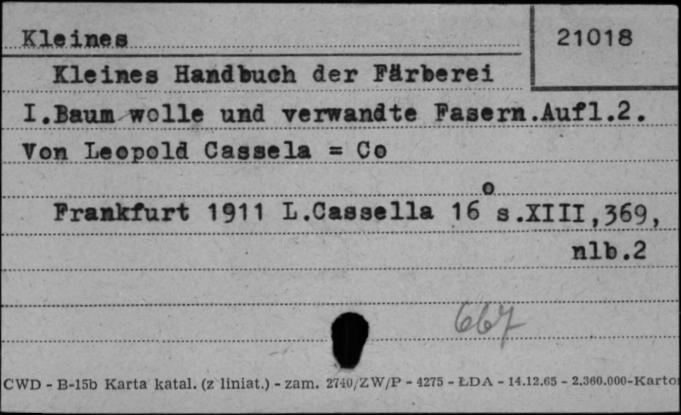 Kleines 21018
Kleines Handbuch der Färberei
I.Baum wolle und verwandte Fasern.Aufl.2.
Von Leopold Cassela = Co
Frankfurt 1911 L.Cassella 16° s.XIII,369,
nlb.2
667
CWD - B-15b Karta katal. (z liniat.) - zam. 2740/ZW/P - 4275 - ŁDA - 14.12.65 - 2.360.000-Karto